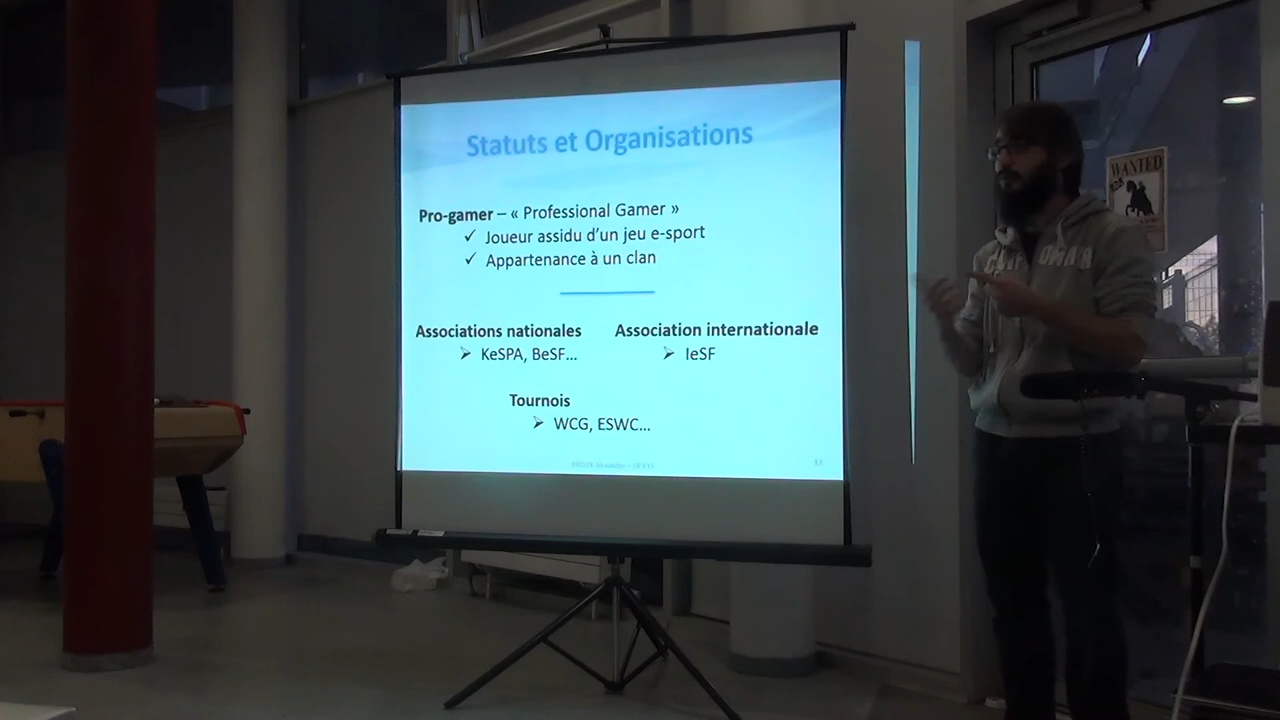 Statuts et Organisations
Pro-gamer – « Professional Gamer »
✓ Joueur assidu d'un jeu e-sport
✓ Appartenance à un clan
Associations nationales
➢ KeSPA, BeSF...
Association internationale
➢ IeSF
Tournois
➢ WCG, ESWC...
WANTED